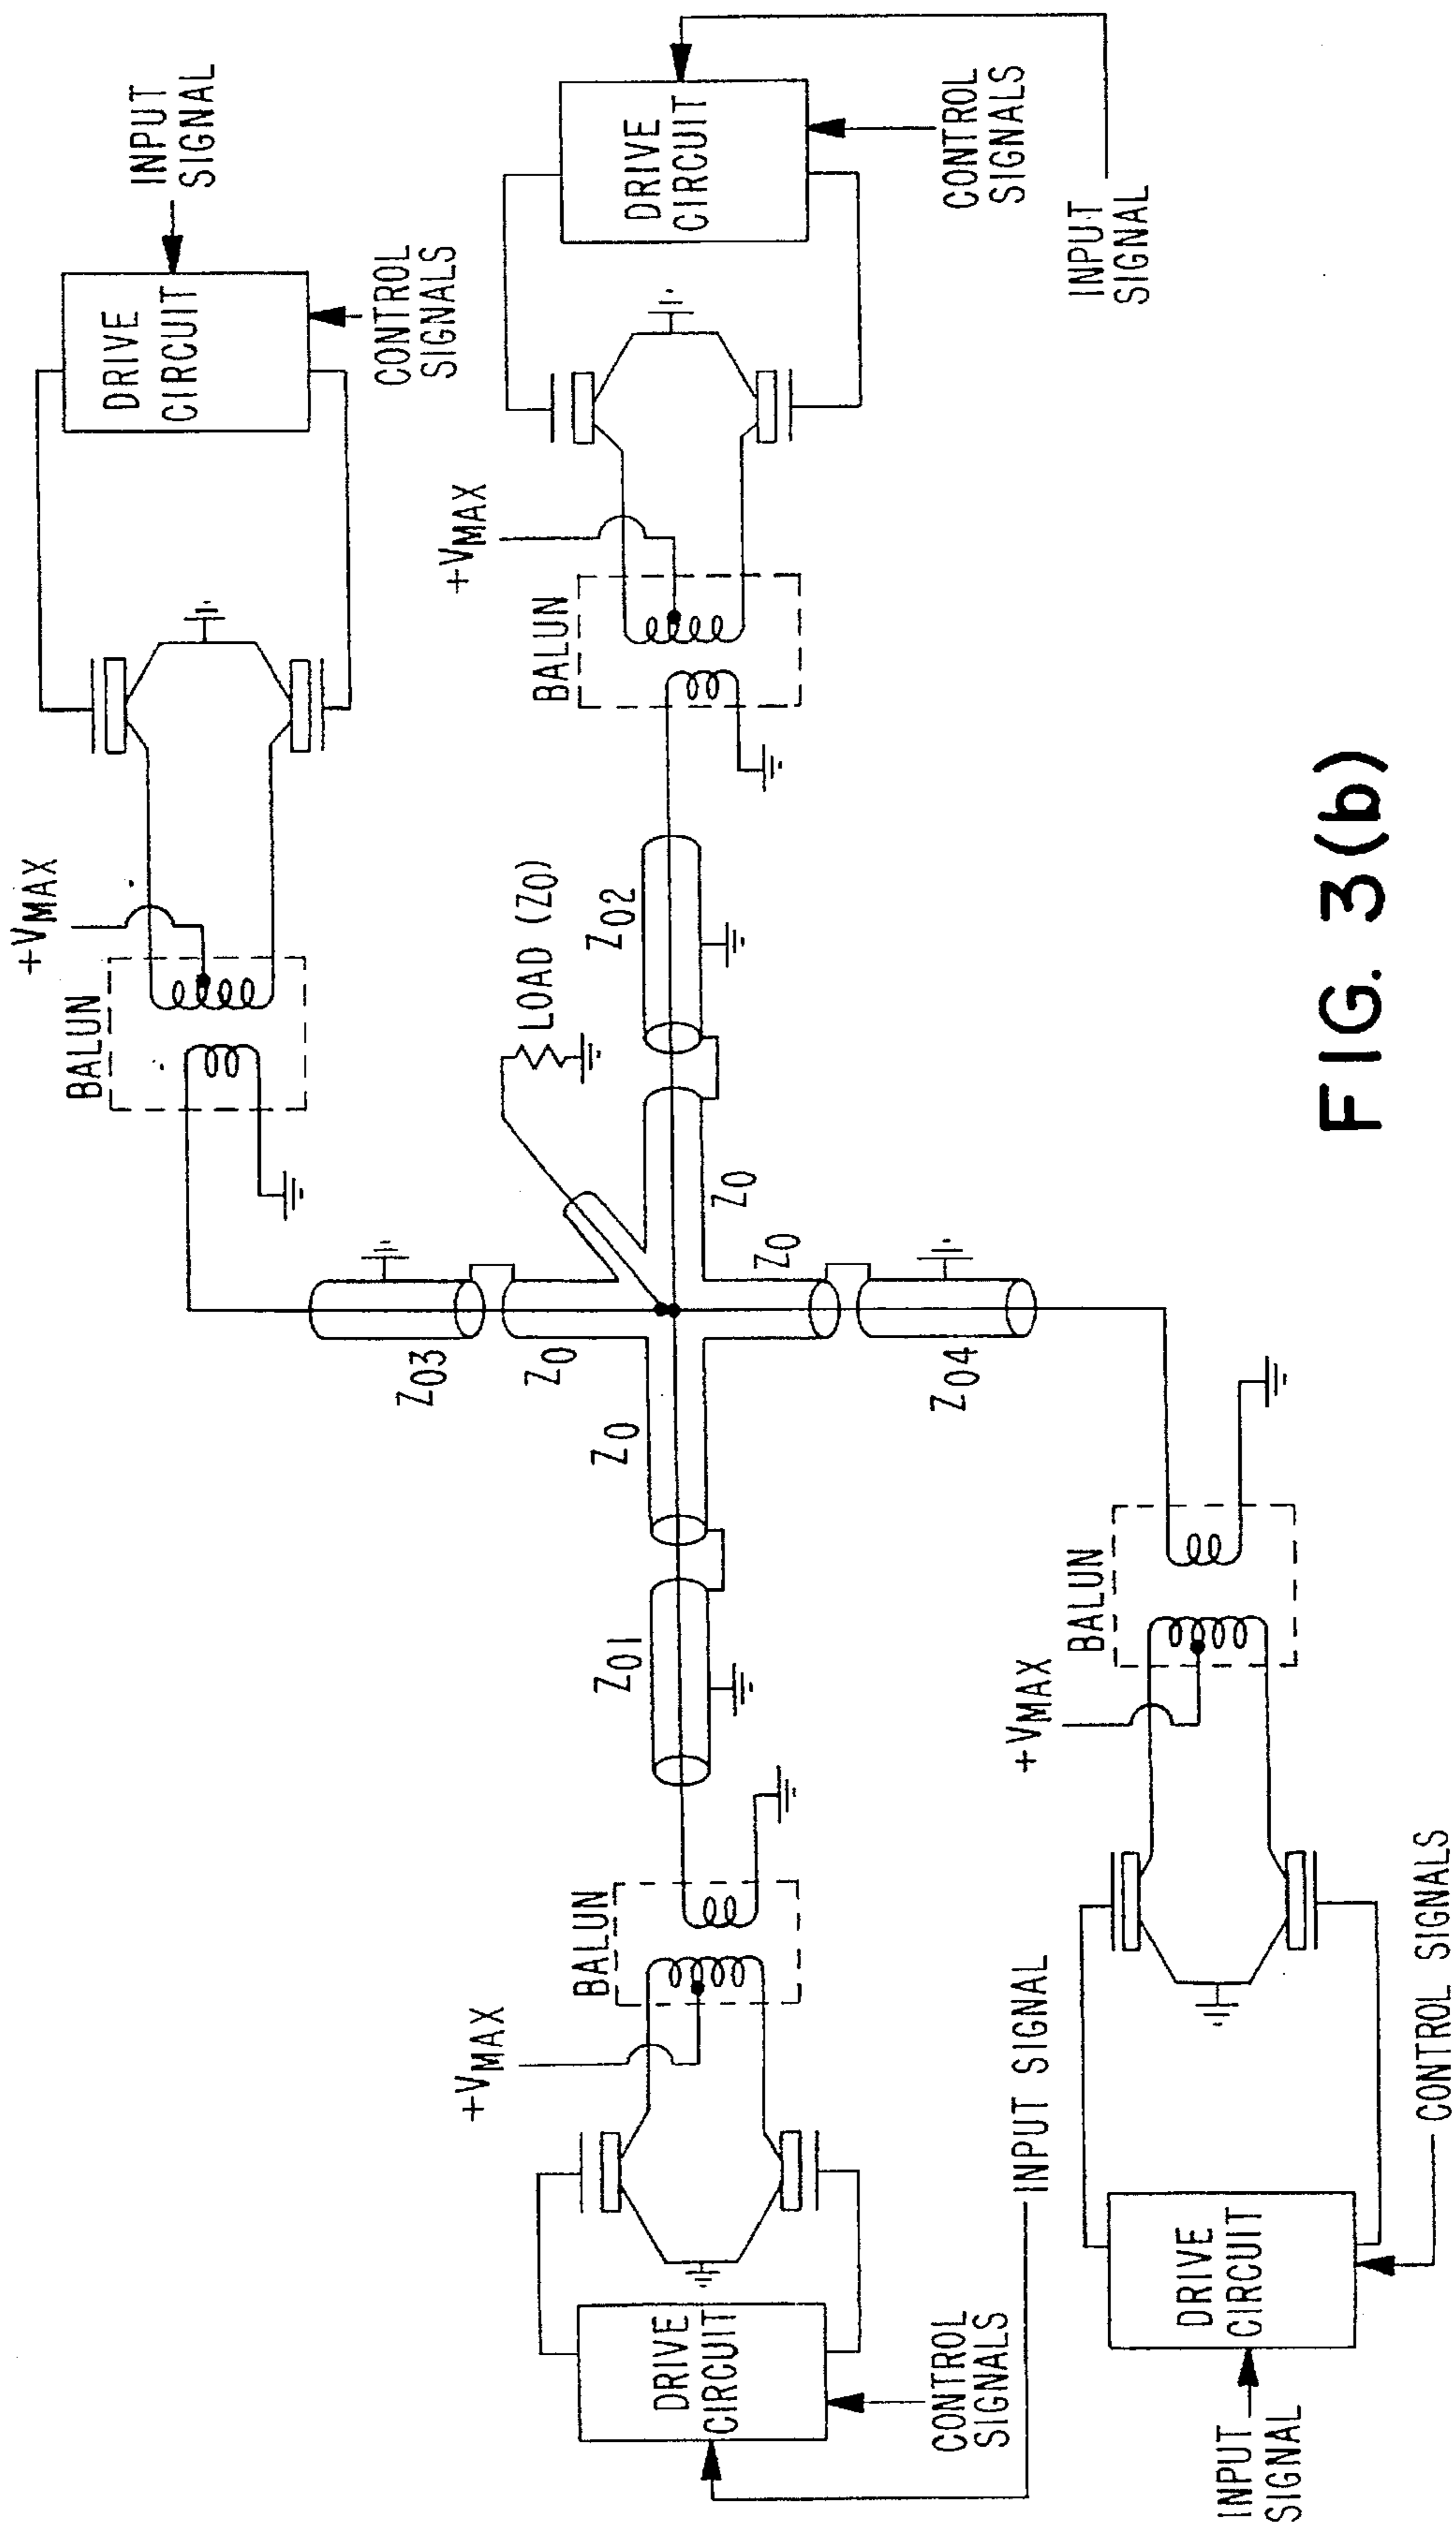 INPUT
SIGNAL
DRIVE
CIRCUIT
CONTROL
SIGNALS
+VMAX
BALUN
DRIVE
CIRCUIT
CONTROL
SIGNALS
INPUT
SIGNAL
+VMAX
BALUN
LOAD (Z0)
Z02
Z0
Z0
Z03
Z0
Z0
Z04
Z01
BALUN
+VMAX
BALUN
+VMAX
DRIVE
CIRCUIT
CONTROL
SIGNALS
INPUT SIGNAL
DRIVE
CIRCUIT
CONTROL SIGNALS
INPUT
SIGNAL
FIG. 3(b)